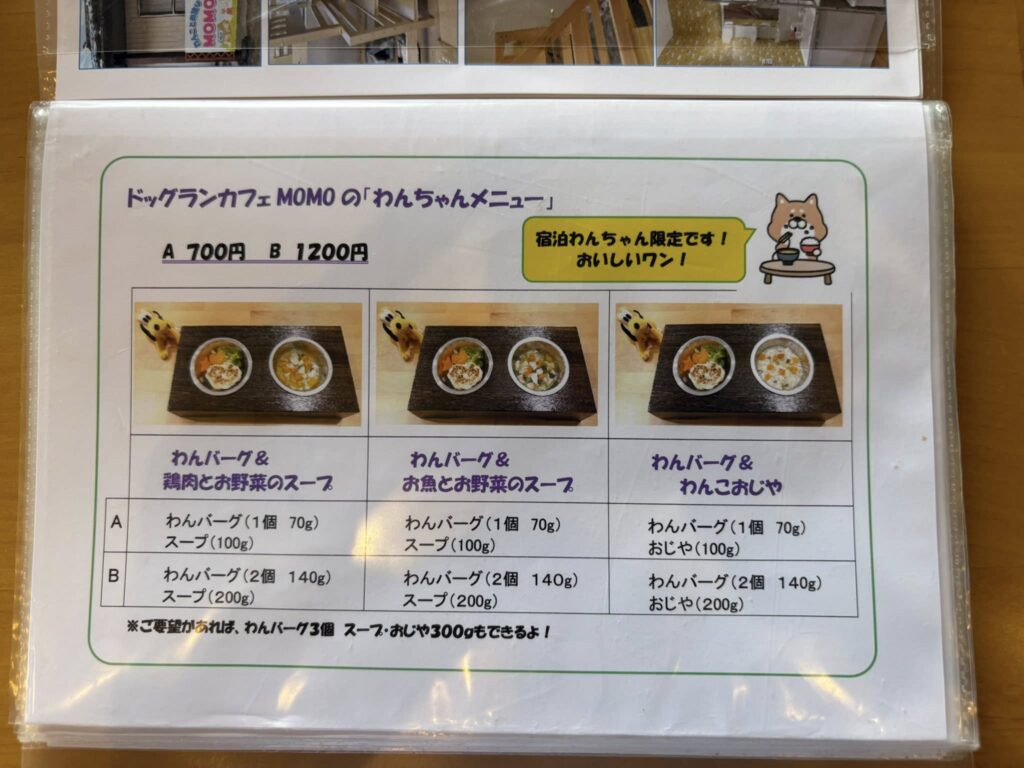 MOMO
ドッグランカフェ MOMO の「わんちゃんメニュー」
A 700円 B 1200円
宿泊わんちゃん限定です!
おいしいワン!
わんバーグ&
鶏肉とお野菜のスープ
わんバーグ&
お魚とお野菜のスープ
わんバーグ&
わんこおじや
A
わんバーグ(1個 70g)
スープ(100g)
わんバーグ(1個 70g)
スープ(100g)
わんバーグ(1個 70g)
おじや(100g)
B
わんバーグ(2個 140g)
スープ(200g)
わんバーグ(2個 140g)
スープ(200g)
わんバーグ(2個 140g)
おじや(200g)
※ご要望があれば、わんバーグ3個 スープ・おじや300gもできるよ!